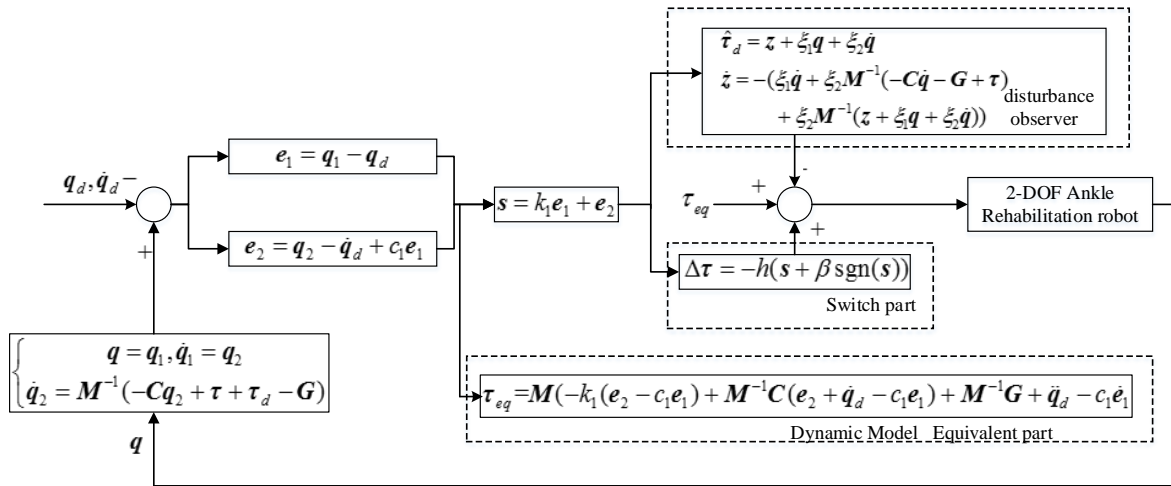 τ̂_d = z + ξ₁q + ξ₂q̇
ż = −(ξ₁q̇ + ξ₂M⁻¹(−Cq̇ − G + τ)
+ ξ₂M⁻¹(z + ξ₁q + ξ₂q̇))
disturbance
observer
e₁ = q₁ − q_d
q_d, q̇_d −
+
s = k₁e₁ + e₂
e₂ = q₂ − q̇_d + c₁e₁
-
τ_eq
+
+
2-DOF Ankle
Rehabilitation robot
Δτ = −h(s + β sgn(s))
Switch part
q = q₁, q̇₁ = q₂
q̇₂ = M⁻¹(−Cq₂ + τ + τ_d − G)
q
τ_eq=M(−k₁(e₂ − c₁e₁) + M⁻¹C(e₂ + q̇_d − c₁e₁) + M⁻¹G + q̈_d − c₁ė₁
Dynamic Model Equivalent part